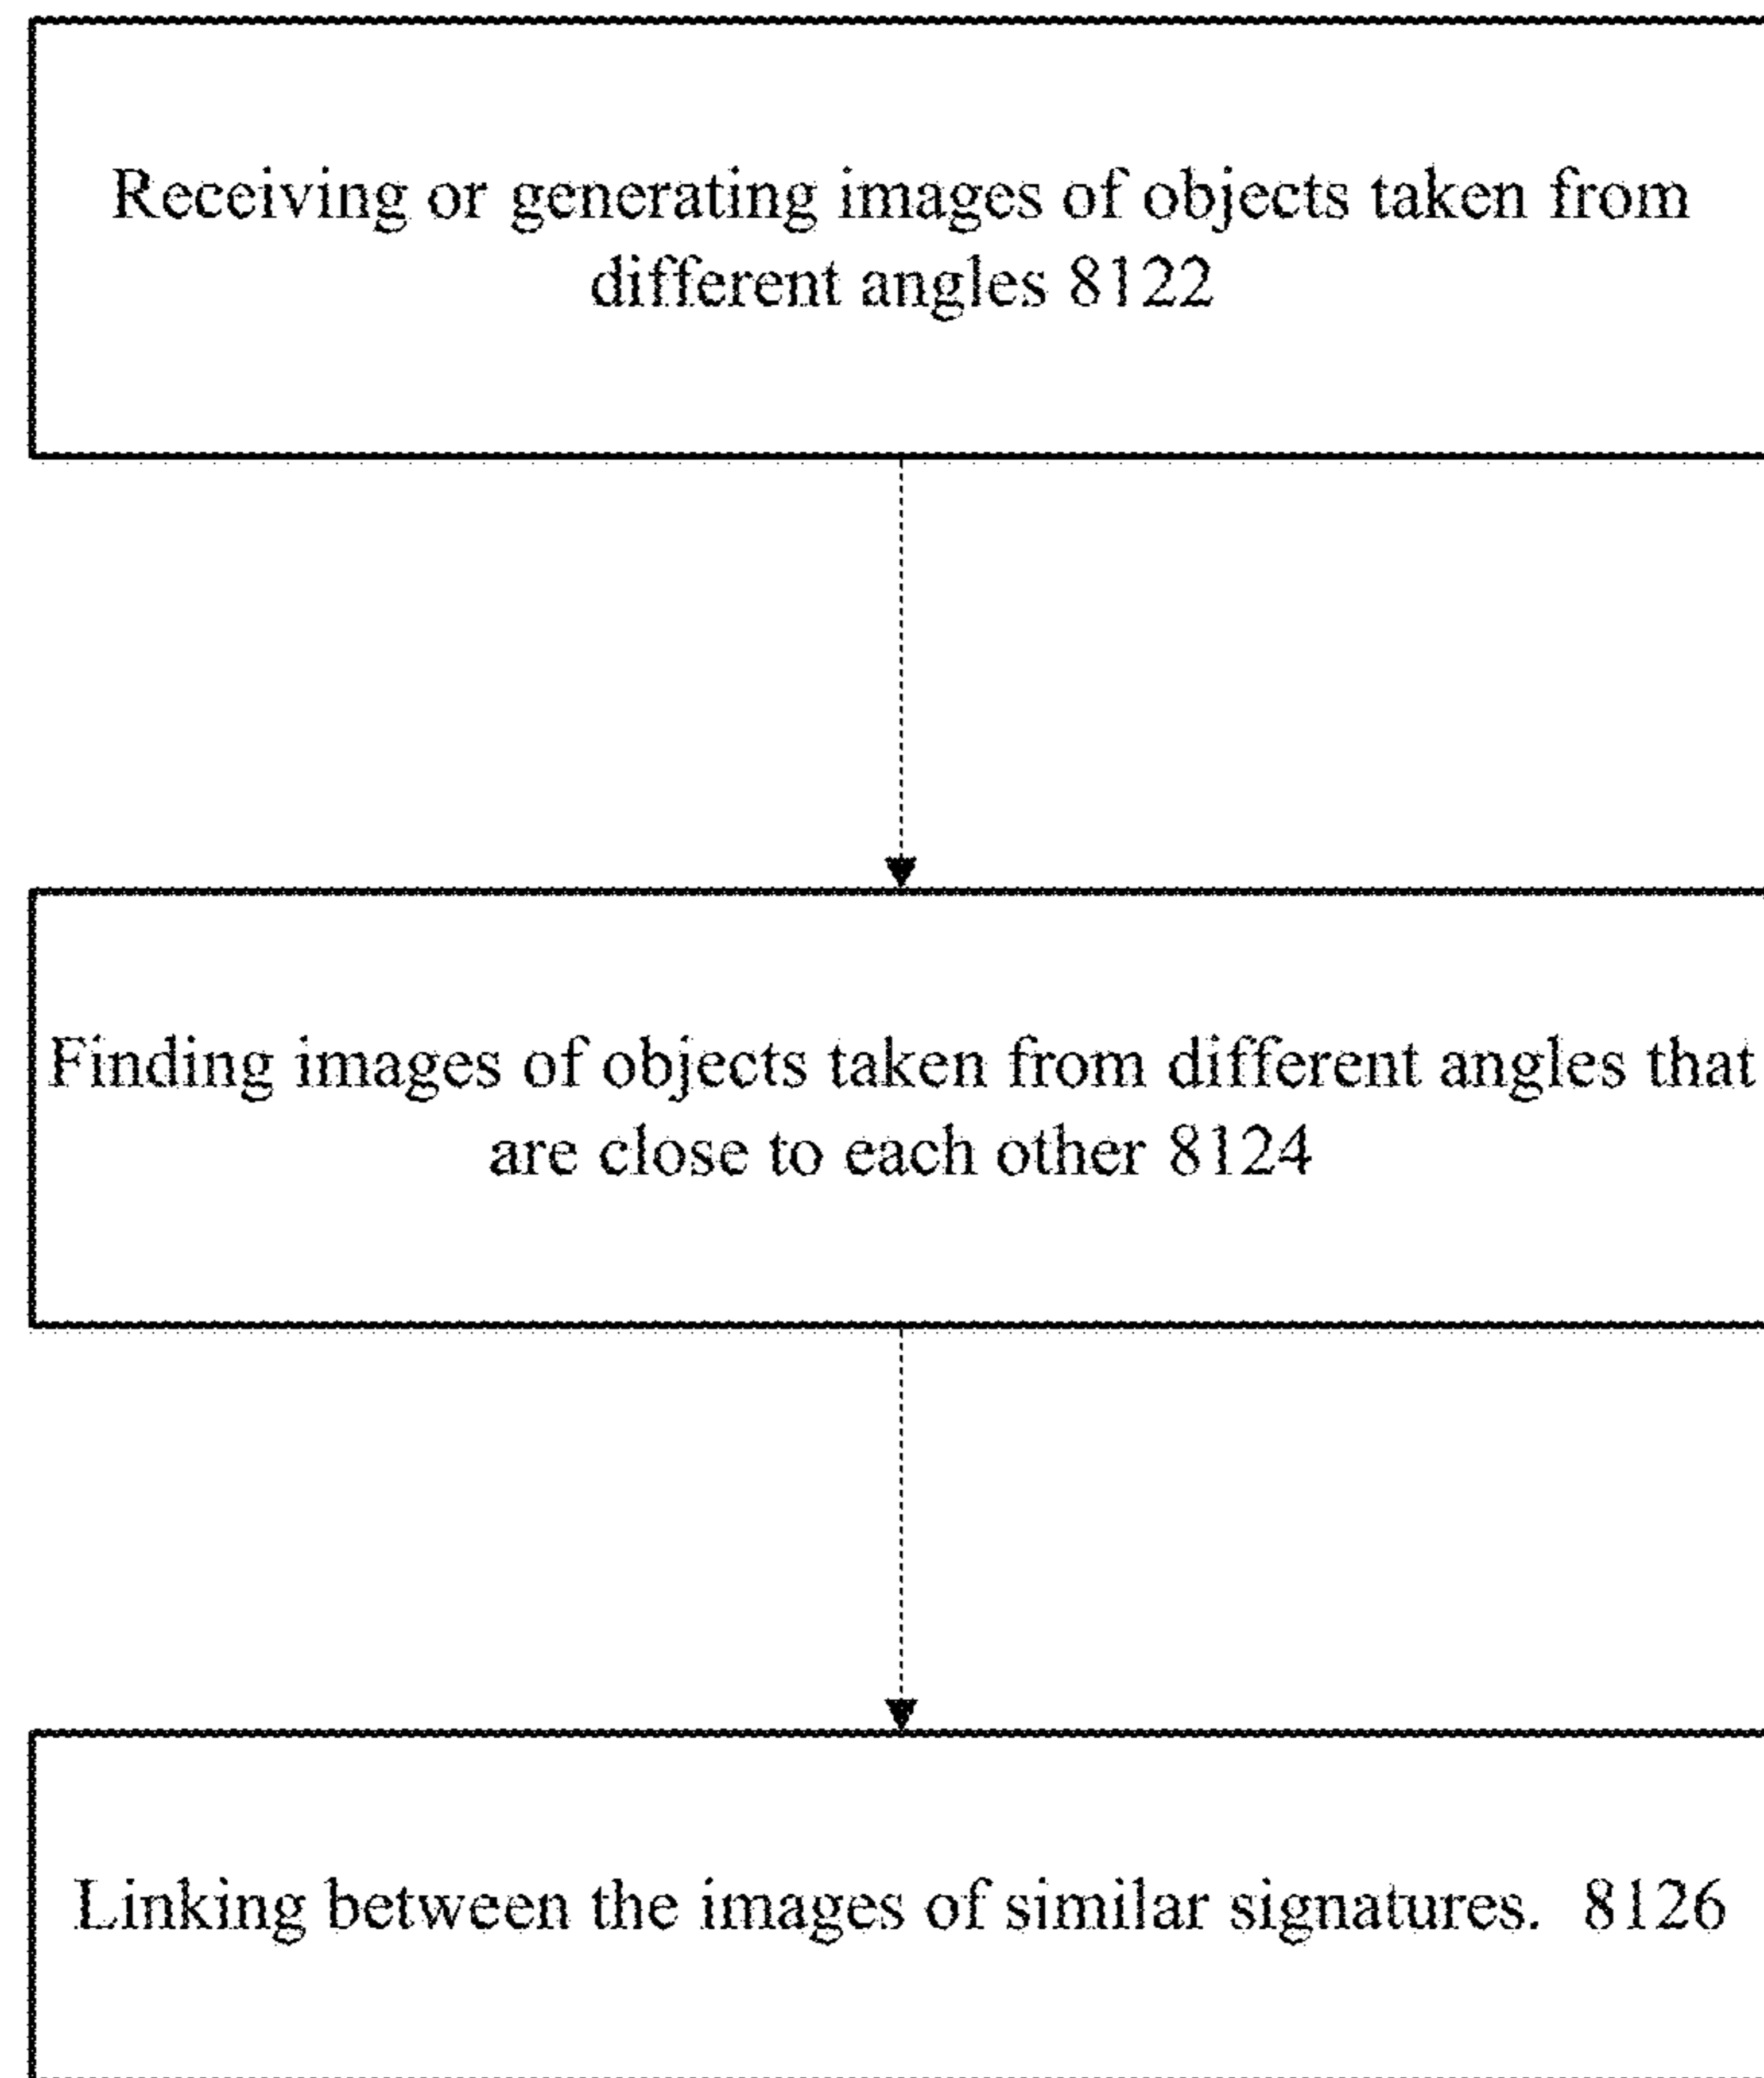 Receiving or generating images of objects taken from
different angles 8122
Finding images of objects taken from different angles that
are close to each other 8124
Linking between the images of similar signatures.  8126